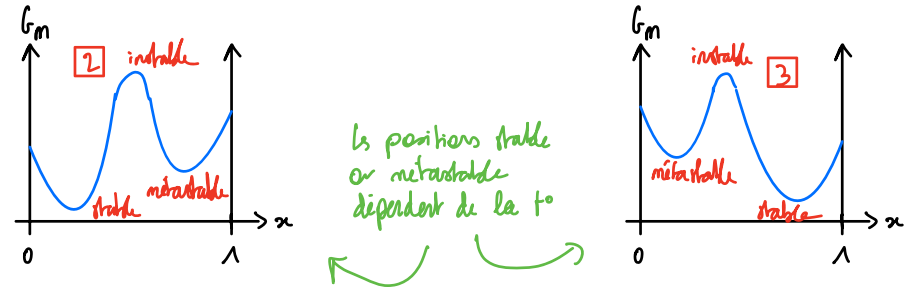 Gm
2
instable
stable
métastable
x
0
1
Ls positions stable
ou métastable
dépendent de la t°
Gm
instable
3
métastable
stable
x
0
1